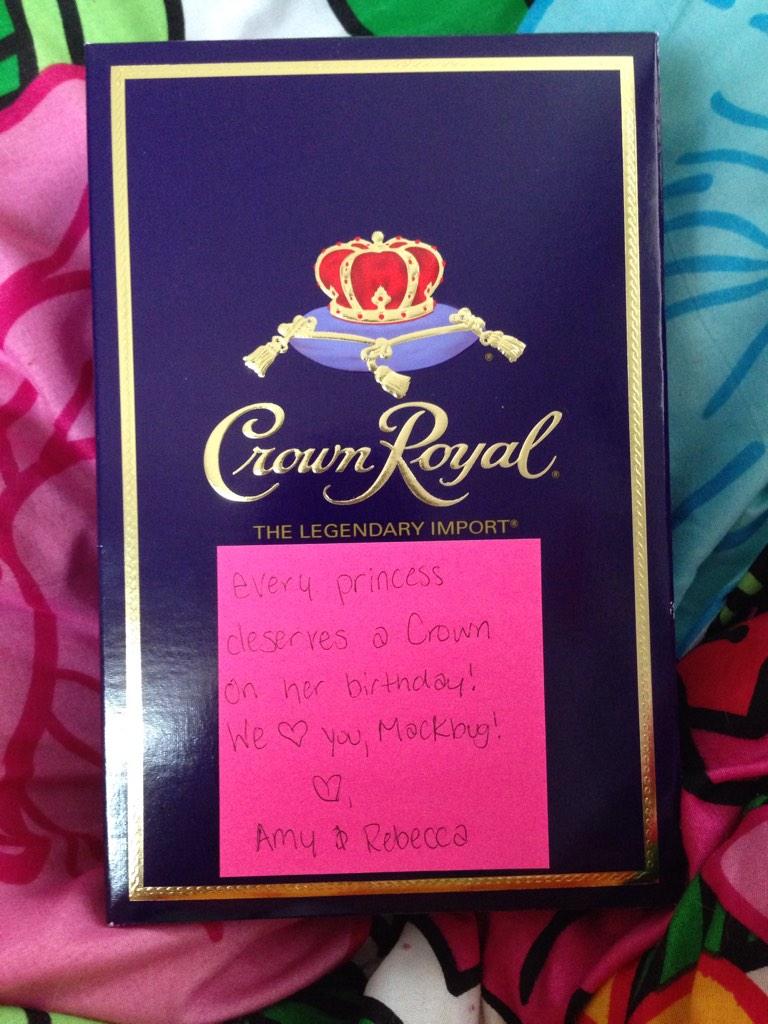 Crown Royal
THE LEGENDARY IMPORT®
every princess
deserves a Crown
on her birthday!
We ♡ you, Mackbug!
♡,
Amy & Rebecca